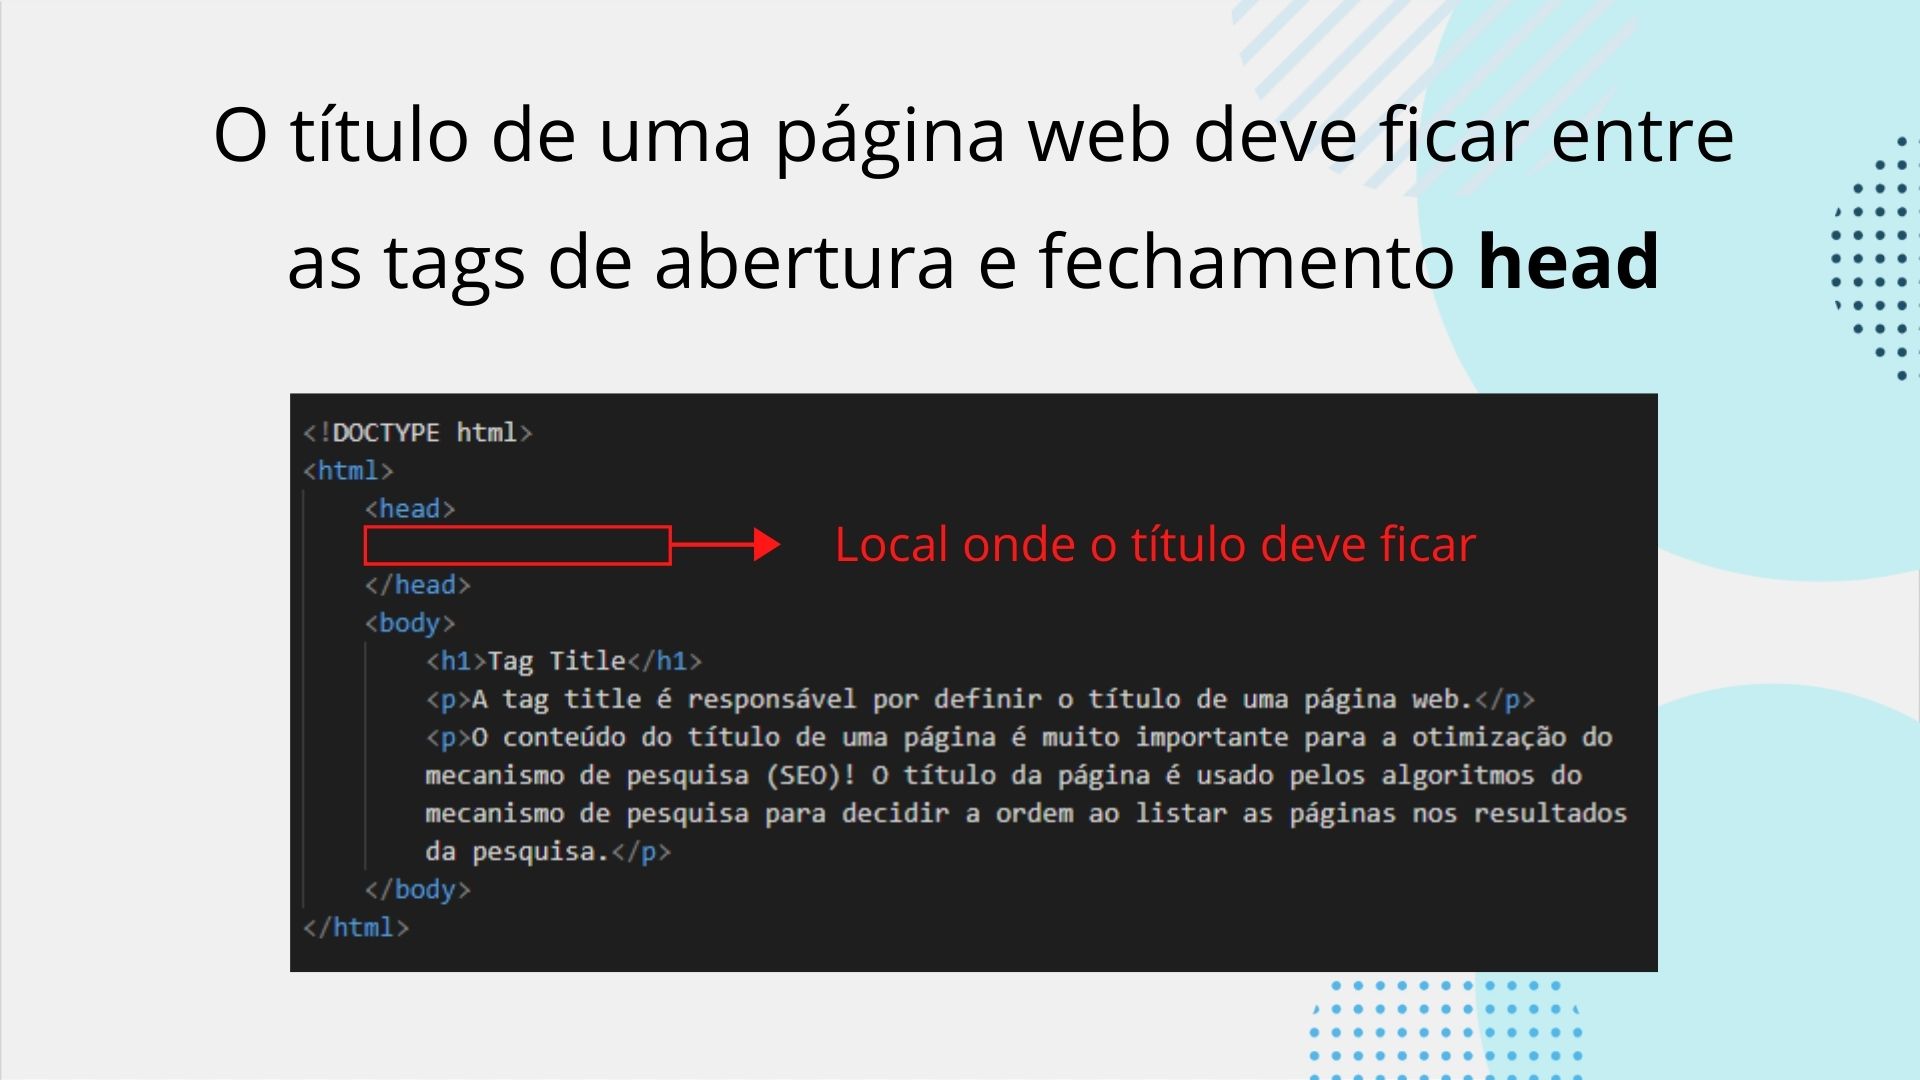 O título de uma página web deve ficar entre
as tags de abertura e fechamento head
<!DOCTYPE html>
<html>
<head>
Local onde o título deve ficar
</head>
<body>
<h1>Tag Title</h1>
<p>A tag title é responsável por definir o título de uma página web.</p>
<p>O conteúdo do título de uma página é muito importante para a otimização do
mecanismo de pesquisa (SEO)! O título da página é usado pelos algoritmos do
mecanismo de pesquisa para decidir a ordem ao listar as páginas nos resultados
da pesquisa.</p>
</body>
</html>